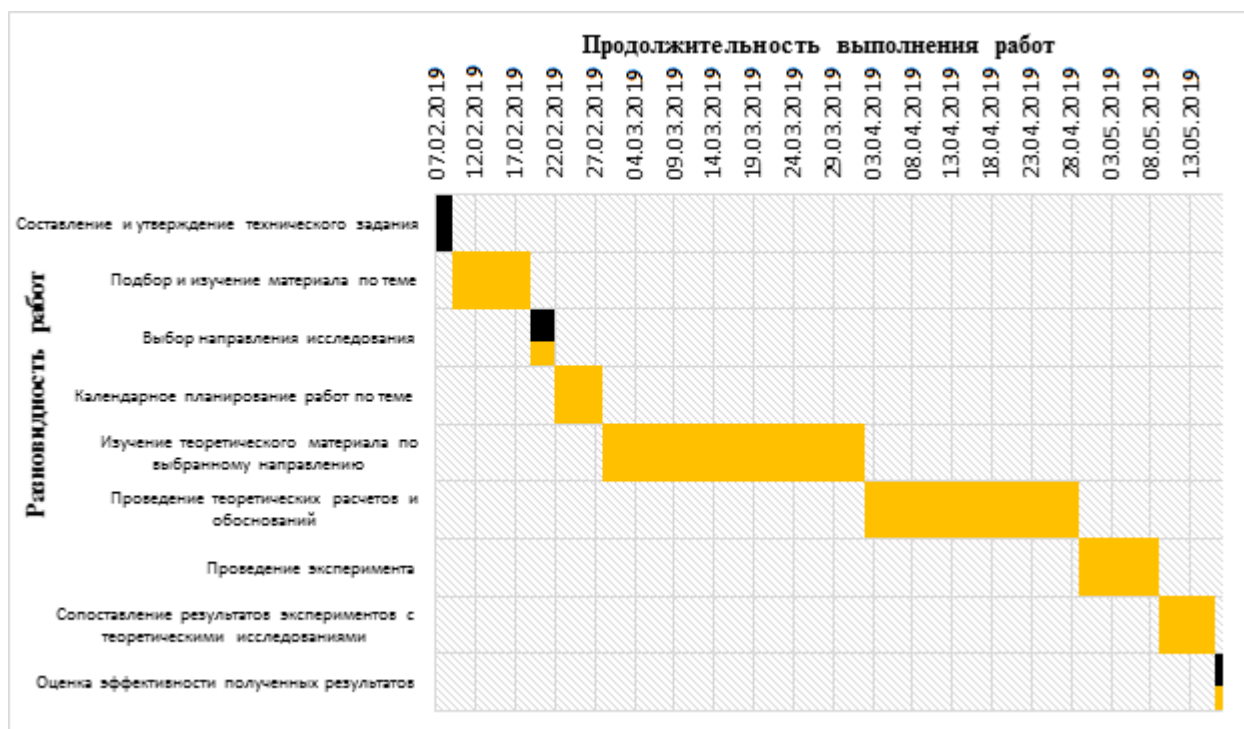 Продолжительность выполнения работ
07.02.2019
12.02.2019
17.02.2019
22.02.2019
27.02.2019
04.03.2019
09.03.2019
14.03.2019
19.03.2019
24.03.2019
29.03.2019
03.04.2019
08.04.2019
13.04.2019
18.04.2019
23.04.2019
28.04.2019
03.05.2019
08.05.2019
13.05.2019
Разновидность работ
Составление и утверждение технического задания
Подбор и изучение материала по теме
Выбор направления исследования
Календарное планирование работ по теме
Изучение теоретического материала по
выбранному направлению
Проведение теоретических расчетов и
обоснований
Проведение эксперимента
Сопоставление результатов экспериментов с
теоретическими исследованиями
Оценка эффективности полученных результатов